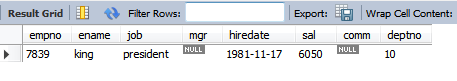 Result Grid Filter Rows: Export: Wrap Cell Content:
empno ename job mgr hiredate sal comm deptno
7839 king president NULL 1981-11-17 6050 NULL 10